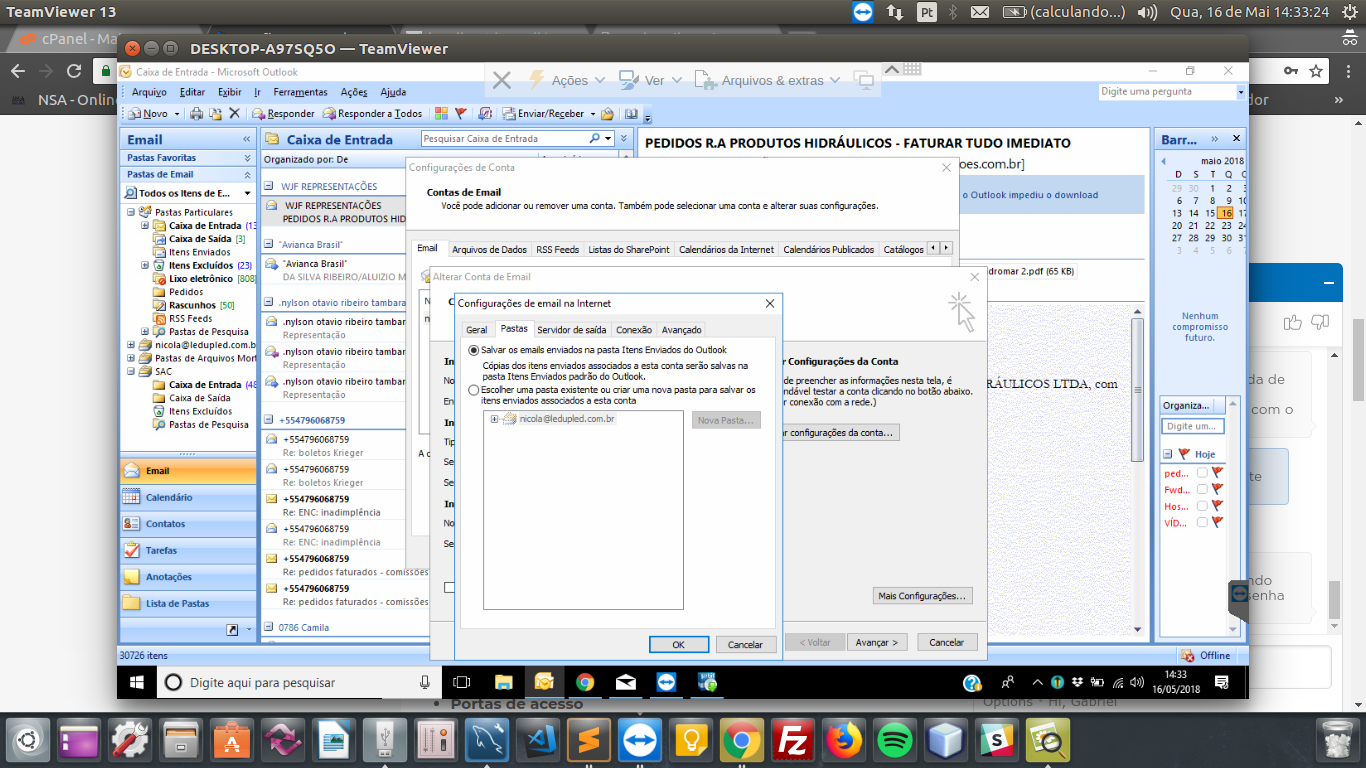 TeamViewer 13
Pt
(calculando...)
Qua, 16 de Mai 14:33:24
cPanel - Ma
DESKTOP-A97SQ5O — TeamViewer
NSA - Online
Caixa de Entrada - Microsoft Outlook
Ações
Ver
Arquivos & extras
Arquivo Editar Exibir Ir Ferramentas Ações Ajuda
Digite uma pergunta
Novo
Responder
Responder a Todos
Enviar/Receber
Email
Pastas Favoritas
Pastas de Email
Todos os Itens de E...
Pastas Particulares
Caixa de Entrada (13
Caixa de Saída [3]
Itens Enviados
Itens Excluídos (23)
Lixo eletrônico [808]
Pedidos
Rascunhos [50]
RSS Feeds
Pastas de Pesquisa
nicola@ledupled.com.b
Pastas de Arquivos Mort
SAC
Caixa de Entrada (48
Caixa de Saída
Itens Excluídos
Pastas de Pesquisa
Email
Calendário
Contatos
Tarefas
Anotações
Lista de Pastas
30726 itens
Caixa de Entrada
Pesquisar Caixa de Entrada
Organizado por: De
WJF REPRESENTAÇÕES
WJF REPRESENTAÇÕES
PEDIDOS R.A PRODUTOS HID
"Avianca Brasil"
"Avianca Brasil"
DA SILVA RIBEIRO/ALUIZIO M
.nylson otavio ribeiro tambara
.nylson otavio ribeiro tambar
Representação
.nylson otavio ribeiro tambar
Representação
.nylson otavio ribeiro tambar
Representação
+554796068759
+554796068759
Re: boletos Krieger
+554796068759
Re: boletos Krieger
+554796068759
Re: ENC: inadimplência
+554796068759
Re: ENC: inadimplência
+554796068759
Re: pedidos faturados - comissões
+554796068759
Re: pedidos faturados - comissões
0786 Camila
PEDIDOS R.A PRODUTOS HIDRÁULICOS - FATURAR TUDO IMEDIATO
oes.com.br]
o Outlook impediu o download
dromar 2.pdf (65 KB)
RÁULICOS LTDA, com
Configurações de Conta
Contas de Email
Você pode adicionar ou remover uma conta. Também pode selecionar uma conta e alterar suas configurações.
Email
Arquivos de Dados
RSS Feeds
Listas do SharePoint
Calendários da Internet
Calendários Publicados
Catálogos
Alterar Conta de Email
r Configurações da Conta
de preencher as informações nesta tela, é
ndável testar a conta clicando no botão abaixo.
r conexão com a rede.)
r configurações da conta...
Mais Configurações...
< Voltar
Avançar >
Cancelar
Configurações de email na Internet
Geral
Pastas
Servidor de saída
Conexão
Avançado
Salvar os emails enviados na pasta Itens Enviados do Outlook
Cópias dos itens enviados associados a esta conta serão salvas na
pasta Itens Enviados padrão do Outlook.
Escolher uma pasta existente ou criar uma nova pasta para salvar os
itens enviados associados a esta conta
nicola@ledupled.com.br
Nova Pasta...
OK
Cancelar
Barr...
maio 2018
D S T Q Q
29 30 1 2 3
6 7 8 9 10
13 14 15 16 17
20 21 22 23 24
27 28 29 30 31
3 4 5 6 7
Nenhum
compromisso
futuro.
Organiza...
Digite um...
Hoje
ped...
Fwd...
Hos...
VÍD...
Offline
Digite aqui para pesquisar
14:33
16/05/2018
dor
da de
com o
te
ndo
senha
Portas de acesso
Options • Hi, Gabriel